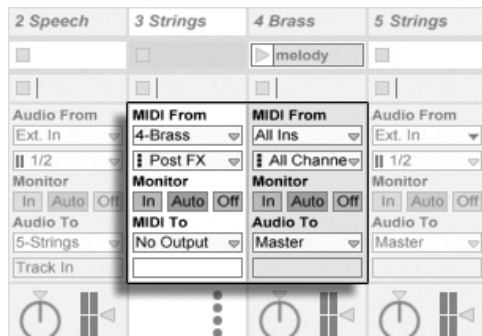 2 Speech 3 Strings 4 Brass 5 Strings
melody
Audio From MIDI From MIDI From Audio From
Ext. In 4-Brass All Ins Ext. In
1/2 Post FX All Channe 1/2
Monitor Monitor Monitor Monitor
In Auto Off In Auto Off In Auto Off In Auto Off
Audio To MIDI To Audio To Audio To
5-Strings No Output Master Master
Track In